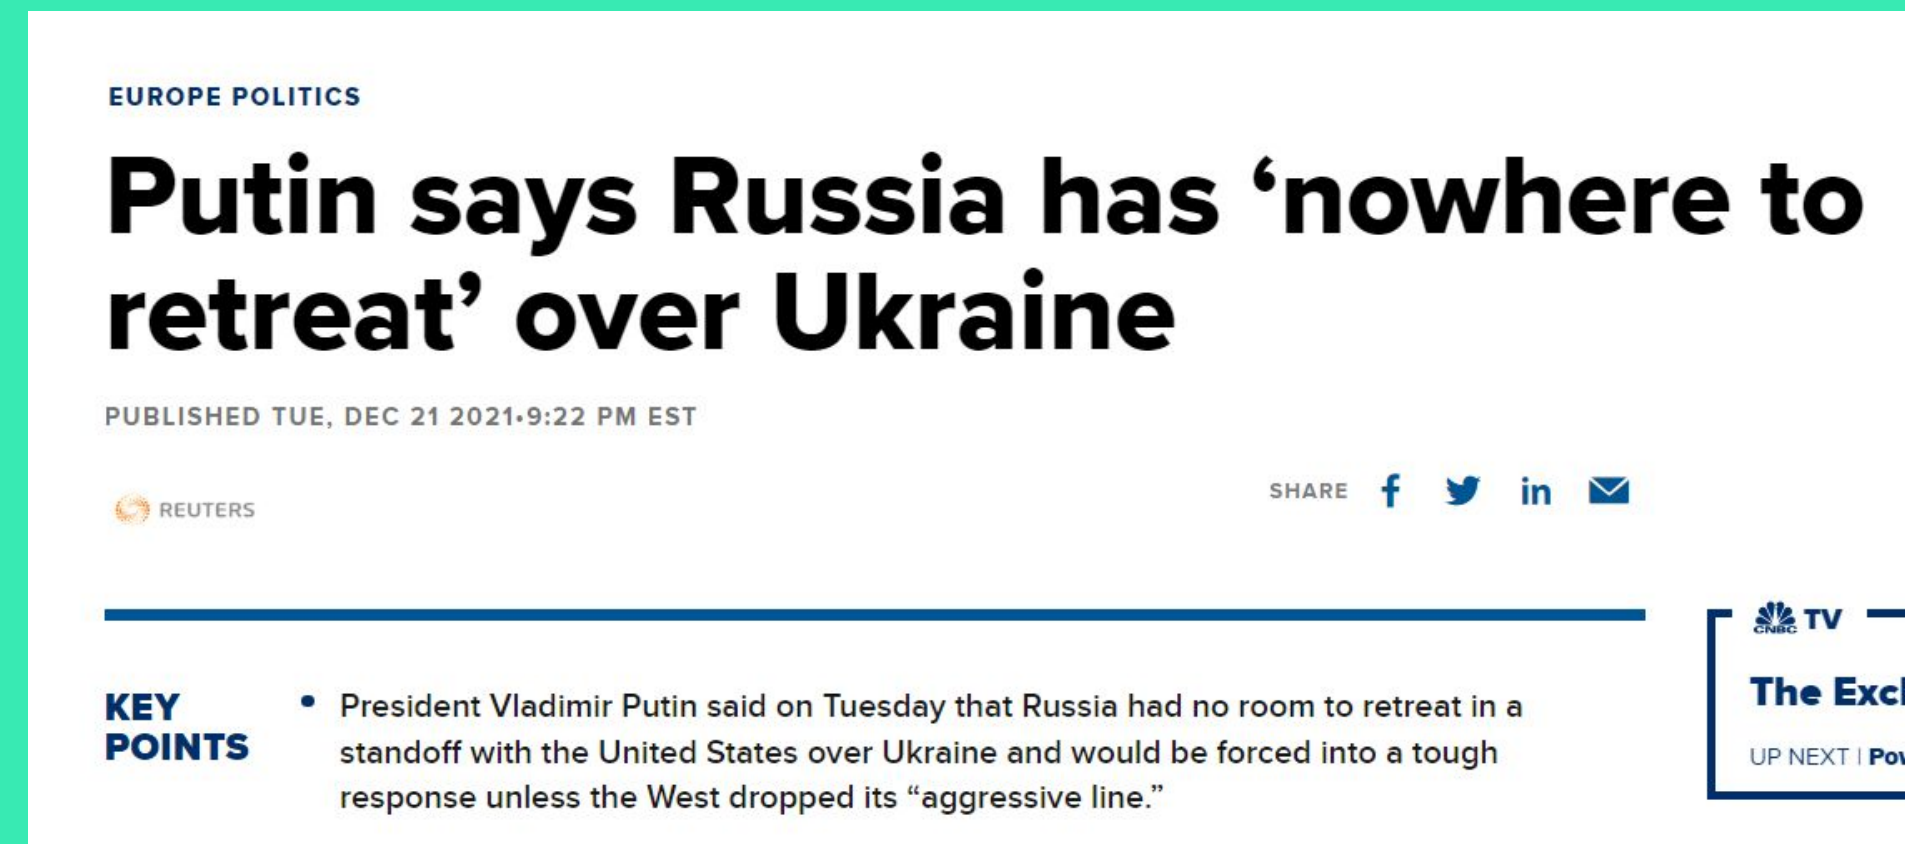 EUROPE POLITICS
Putin says Russia has ‘nowhere to
retreat’ over Ukraine
PUBLISHED TUE, DEC 21 2021•9:22 PM EST
REUTERS
SHARE
KEY
POINTS
• President Vladimir Putin said on Tuesday that Russia had no room to retreat in a
standoff with the United States over Ukraine and would be forced into a tough
response unless the West dropped its “aggressive line.”
CNBC TV
The
UP NEXT |